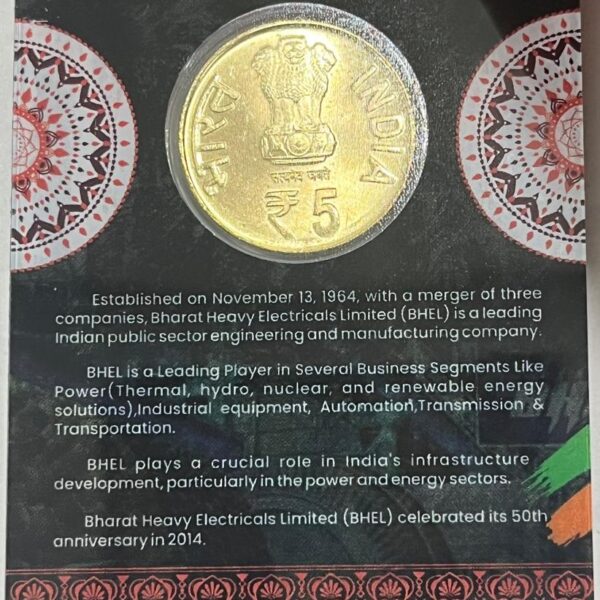 भारत
INDIA
सत्यमेव जयते
₹ 5
Established on November 13, 1964, with a merger of three
companies, Bharat Heavy Electricals Limited (BHEL) is a leading
Indian public sector engineering and manufacturing company.
BHEL is a Leading Player in Several Business Segments Like
Power(Thermal, hydro, nuclear, and renewable energy
solutions),Industrial equipment, Automation,Transmission &
Transportation.
BHEL plays a crucial role in India's infrastructure
development, particularly in the power and energy sectors.
Bharat Heavy Electricals Limited (BHEL) celebrated its 50th
anniversary in 2014.